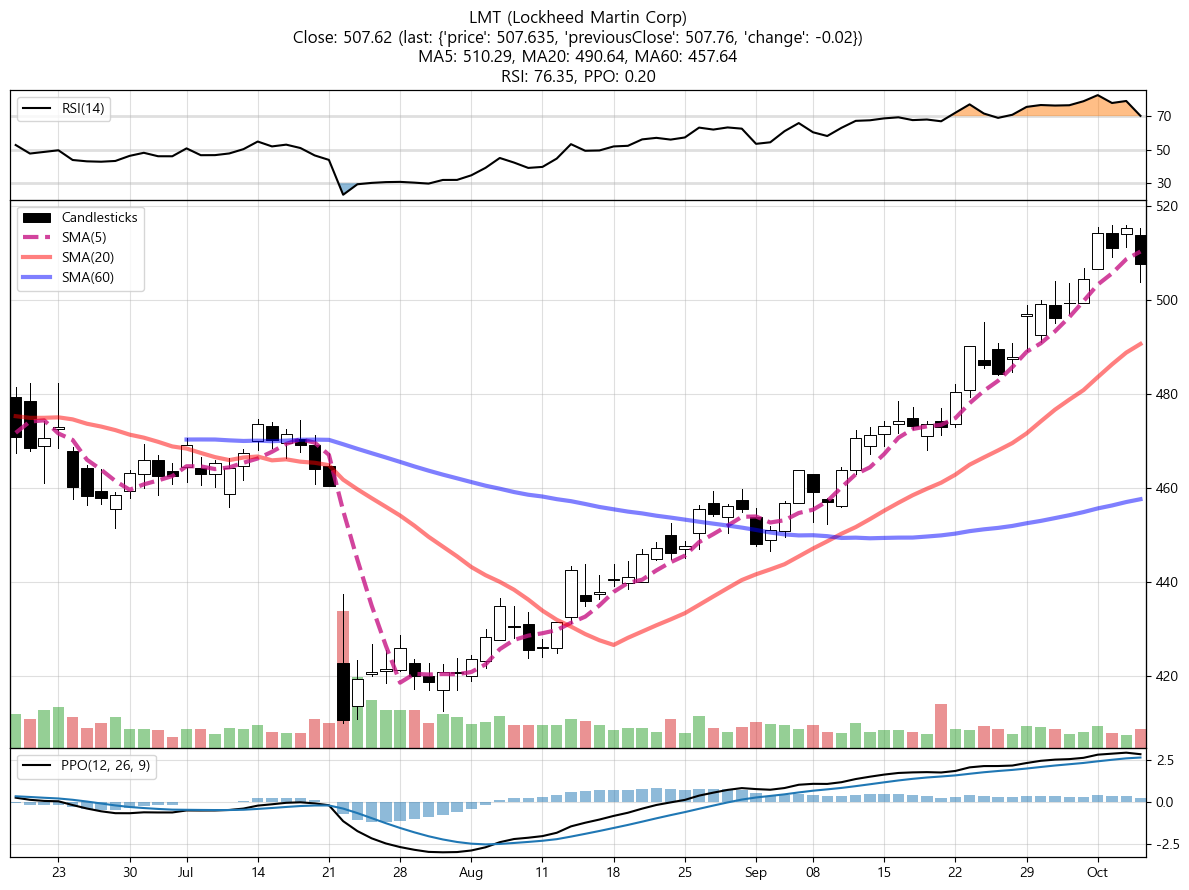 LMT (Lockheed Martin Corp)
Close: 507.62 (last: {'price': 507.635, 'previousClose': 507.76, 'change': -0.02})
MA5: 510.29, MA20: 490.64, MA60: 457.64
RSI: 76.35, PPO: 0.20
RSI(14)
70
50
30
Candlesticks
SMA(5)
SMA(20)
SMA(60)
520
500
480
460
440
420
PPO(12, 26, 9)
2.5
0.0
−2.5
23 30 Jul 14 21 28 Aug 11 18 25 Sep 08 15 22 29 Oct